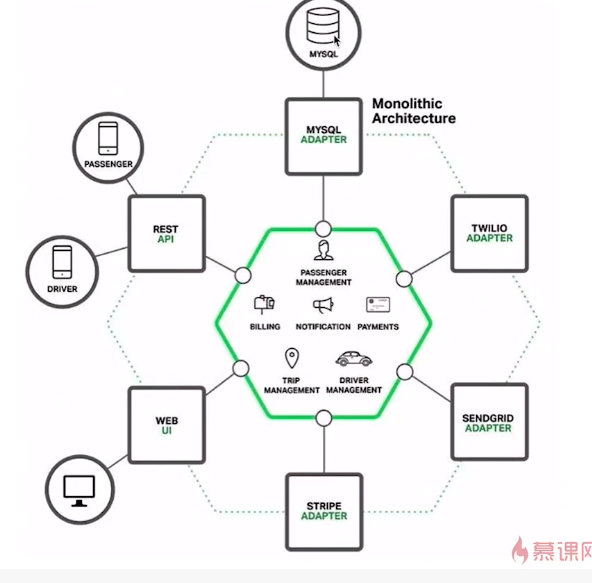 MYSQL
Monolithic
Architecture
MYSQL
ADAPTER
PASSENGER
REST
API
TWILIO
ADAPTER
DRIVER
PASSENGER
MANAGEMENT
BILLING
NOTIFICATION
PAYMENTS
TRIP
MANAGEMENT
DRIVER
MANAGEMENT
WEB
UI
SENDGRID
ADAPTER
STRIPE
ADAPTER
慕课网